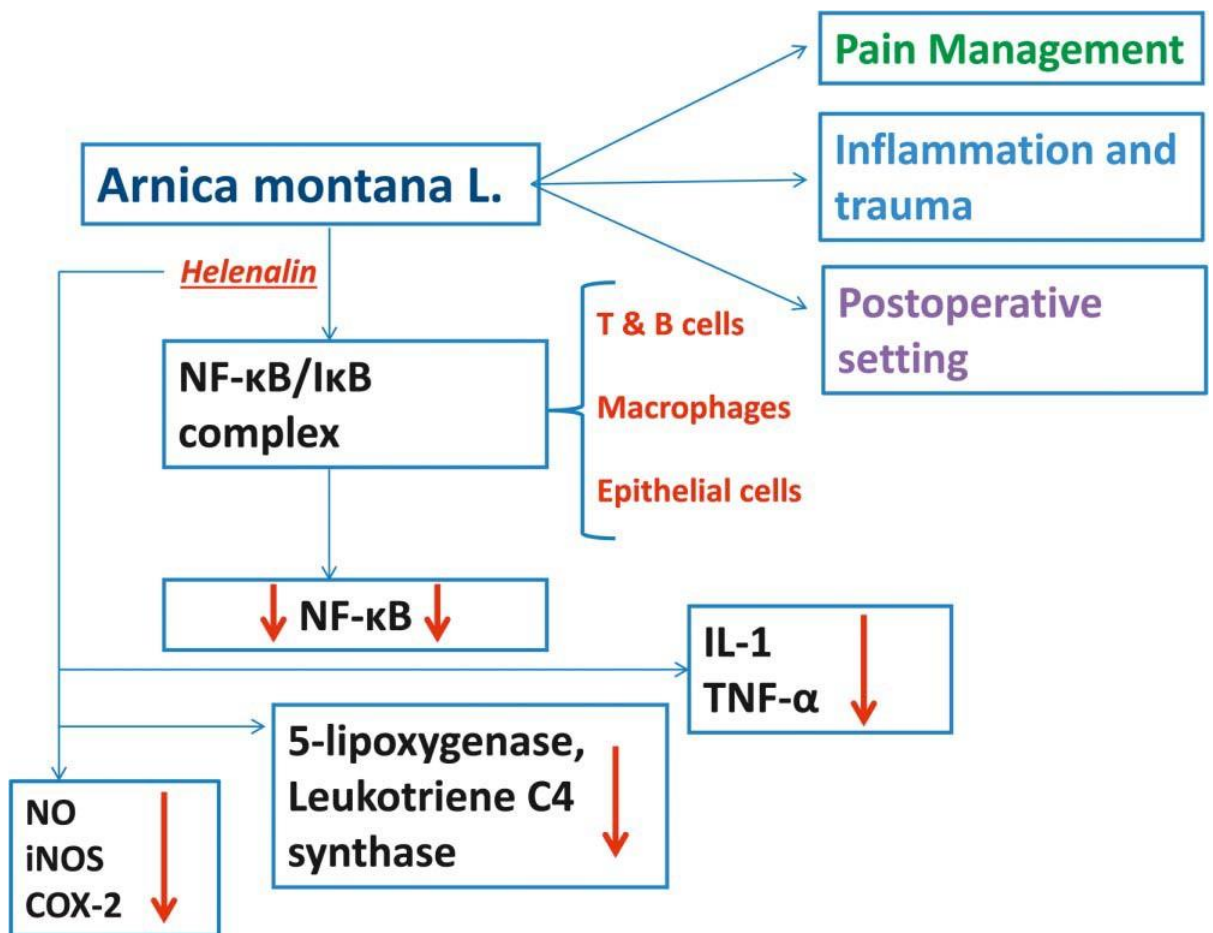 Pain Management
Arnica montana L.
Inflammation and
trauma
Helenalin
Postoperative
setting
T & B cells
NF-κB/IκB
complex
Macrophages
Epithelial cells
NF-κB
IL-1
TNF-α
5-lipoxygenase,
Leukotriene C4
synthase
NO
iNOS
COX-2